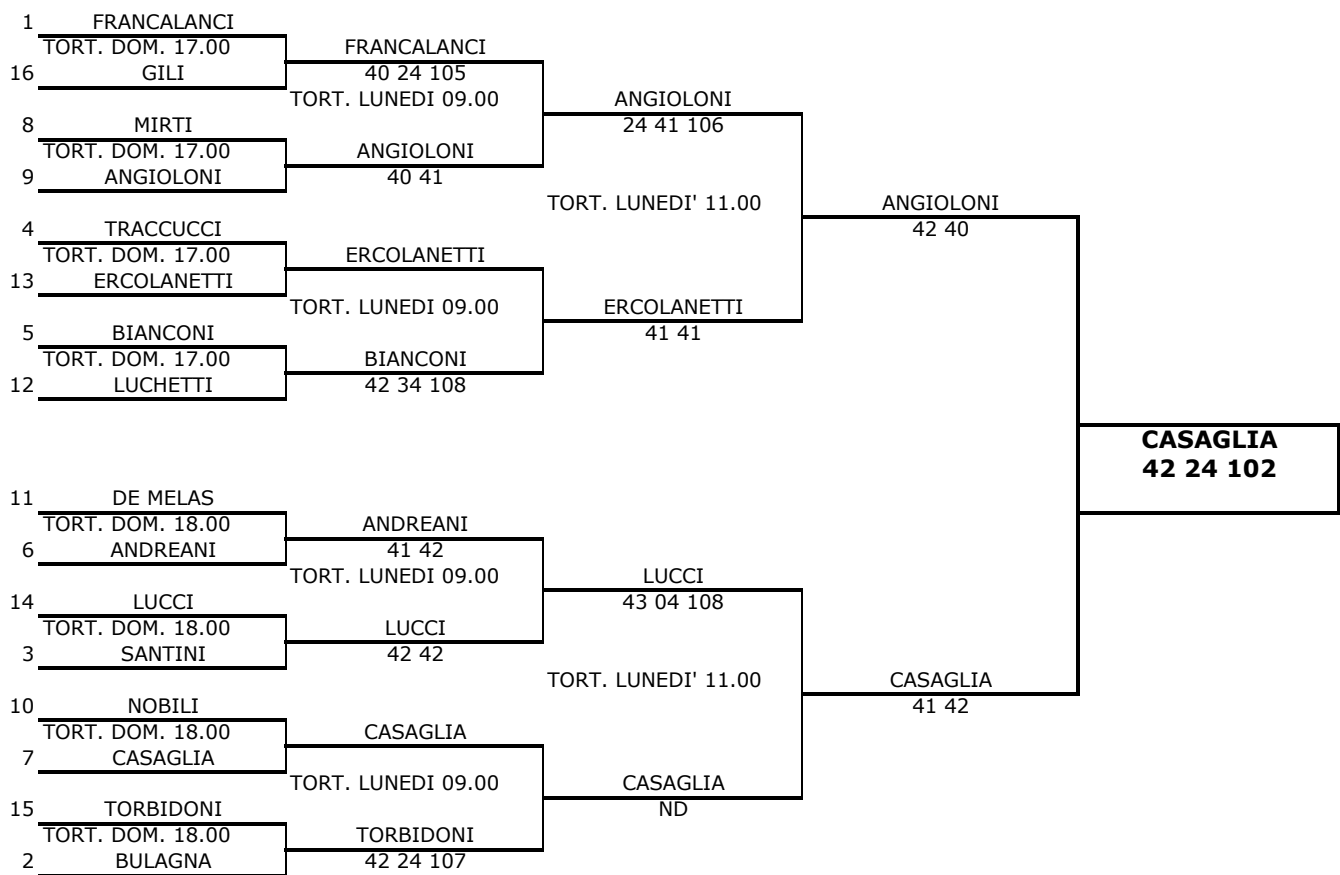 1 FRANCALANCI
TORT. DOM. 17.00 FRANCALANCI
16 GILI 40 24 105
TORT. LUNEDI 09.00 ANGIOLONI
8 MIRTI 24 41 106
TORT. DOM. 17.00 ANGIOLONI
9 ANGIOLONI 40 41
TORT. LUNEDI' 11.00 ANGIOLONI
4 TRACCUCCI 42 40
TORT. DOM. 17.00 ERCOLANETTI
13 ERCOLANETTI
TORT. LUNEDI 09.00 ERCOLANETTI
5 BIANCONI 41 41
TORT. DOM. 17.00 BIANCONI
12 LUCHETTI 42 34 108
CASAGLIA
42 24 102
11 DE MELAS
TORT. DOM. 18.00 ANDREANI
6 ANDREANI 41 42
TORT. LUNEDI 09.00 LUCCI
14 LUCCI 43 04 108
TORT. DOM. 18.00 LUCCI
3 SANTINI 42 42
TORT. LUNEDI' 11.00 CASAGLIA
10 NOBILI 41 42
TORT. DOM. 18.00 CASAGLIA
7 CASAGLIA
TORT. LUNEDI 09.00 CASAGLIA
15 TORBIDONI ND
TORT. DOM. 18.00 TORBIDONI
2 BULAGNA 42 24 107